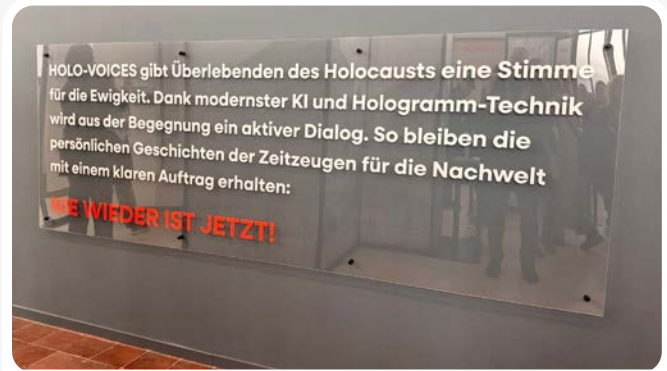 HOLO-VOICES gibt Überlebenden des Holocausts eine Stimme
für die Ewigkeit. Dank modernster KI und Hologramm-Technik
wird aus der Begegnung ein aktiver Dialog. So bleiben die
persönlichen Geschichten der Zeitzeugen für die Nachwelt
mit einem klaren Auftrag erhalten:
NIE WIEDER IST JETZT!